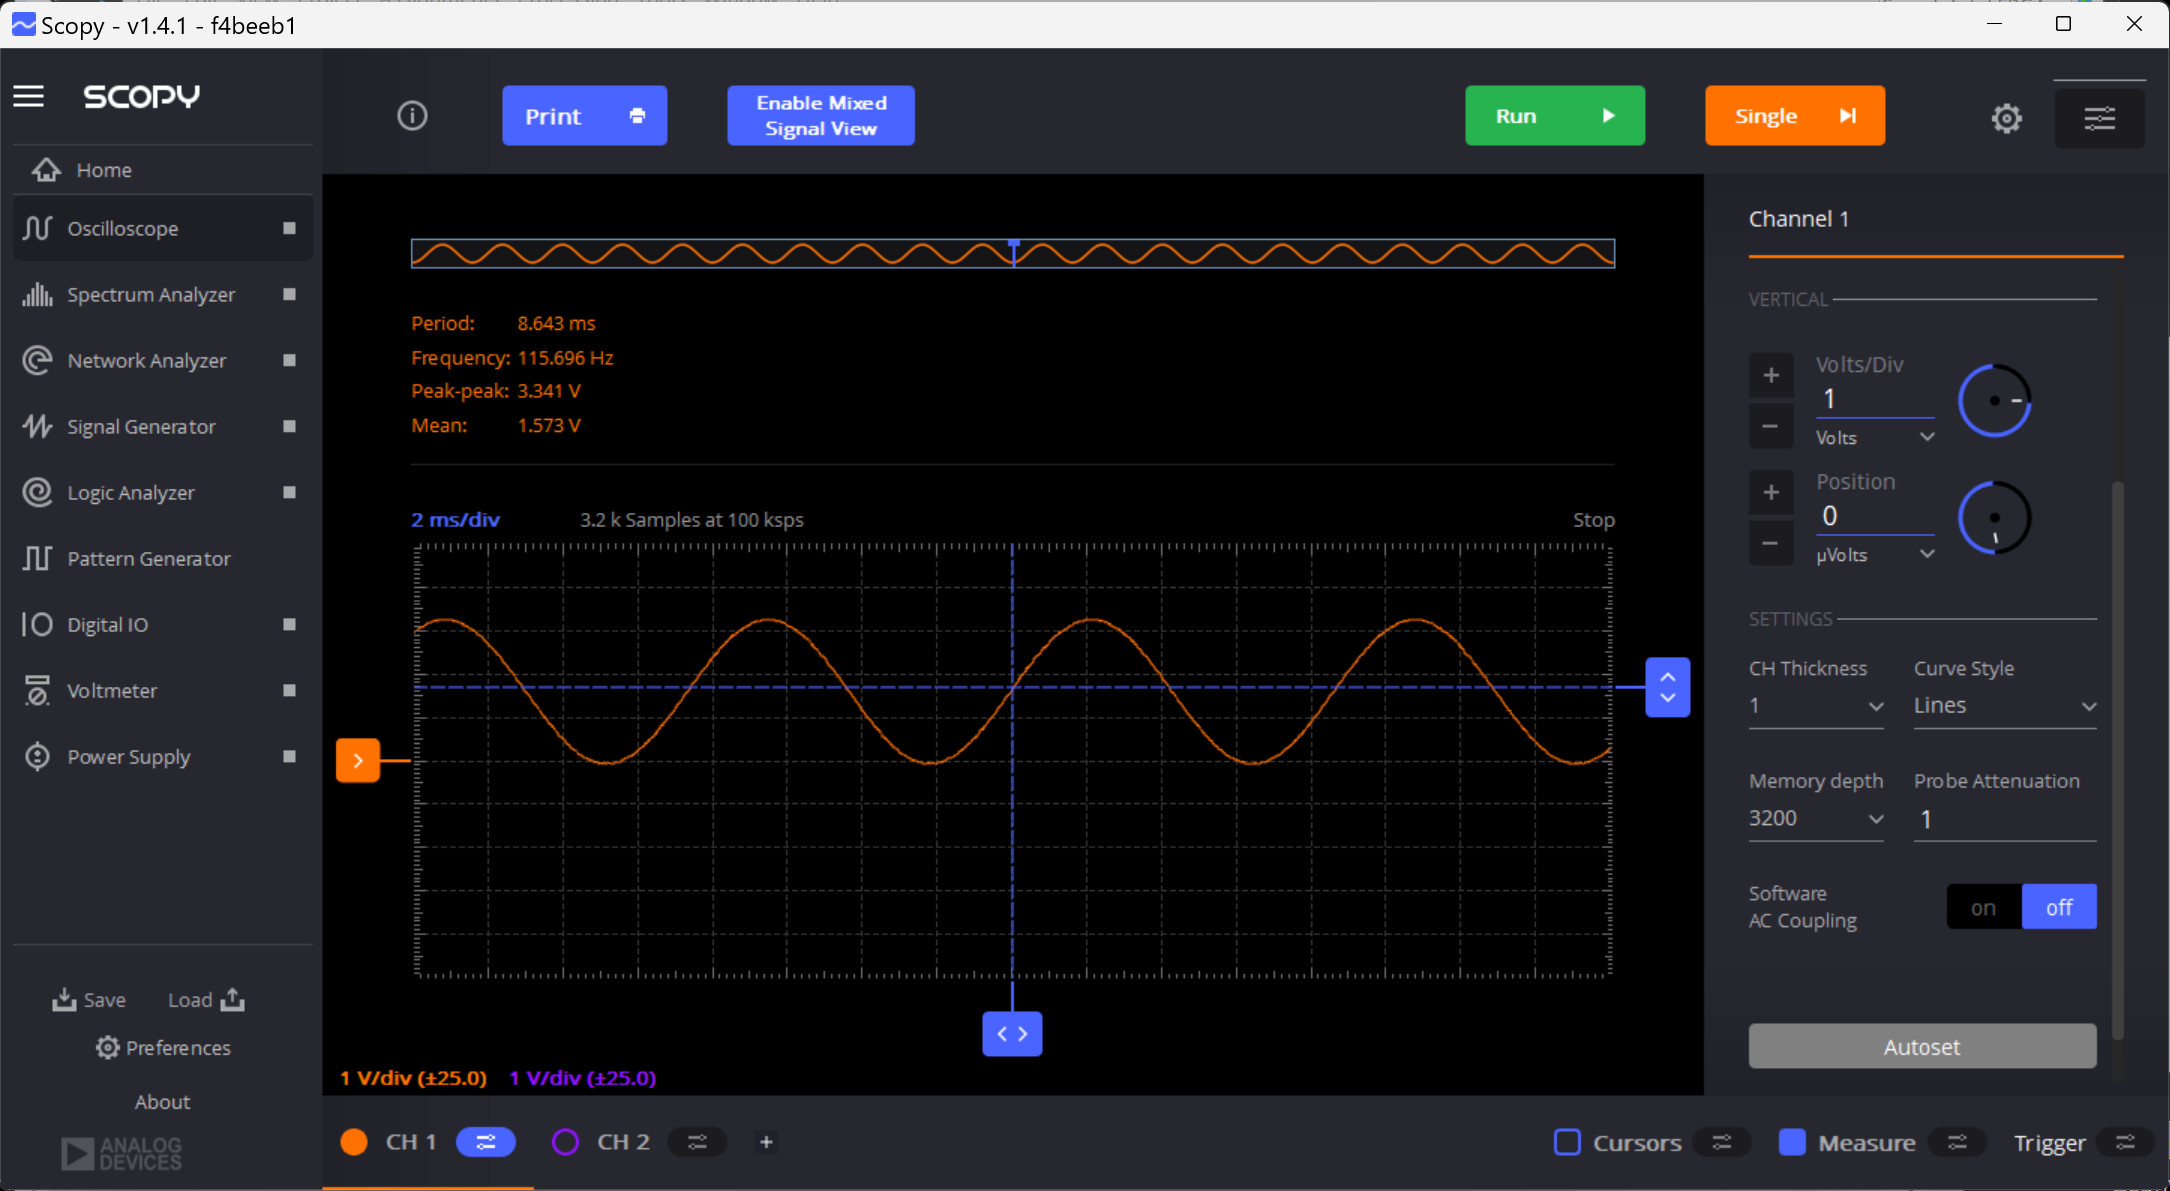 Scopy - v1.4.1 - f4beeb1
SCOPY
Print
Enable Mixed
Signal View
Run
Single
Home
Oscilloscope
Spectrum Analyzer
Network Analyzer
Signal Generator
Logic Analyzer
Pattern Generator
Digital IO
Voltmeter
Power Supply
Save Load
Preferences
About
ANALOG
DEVICES
Period: 8.643 ms
Frequency: 115.696 Hz
Peak-peak: 3.341 V
Mean: 1.573 V
2 ms/div 3.2 k Samples at 100 ksps Stop
1 V/div (±25.0) 1 V/div (±25.0)
CH 1 CH 2 +
Cursors Measure Trigger
Channel 1
VERTICAL
Volts/Div
1
Volts
Position
0
µVolts
SETTINGS
CH Thickness Curve Style
1 Lines
Memory depth Probe Attenuation
3200 1
Software
AC Coupling
on off
Autoset